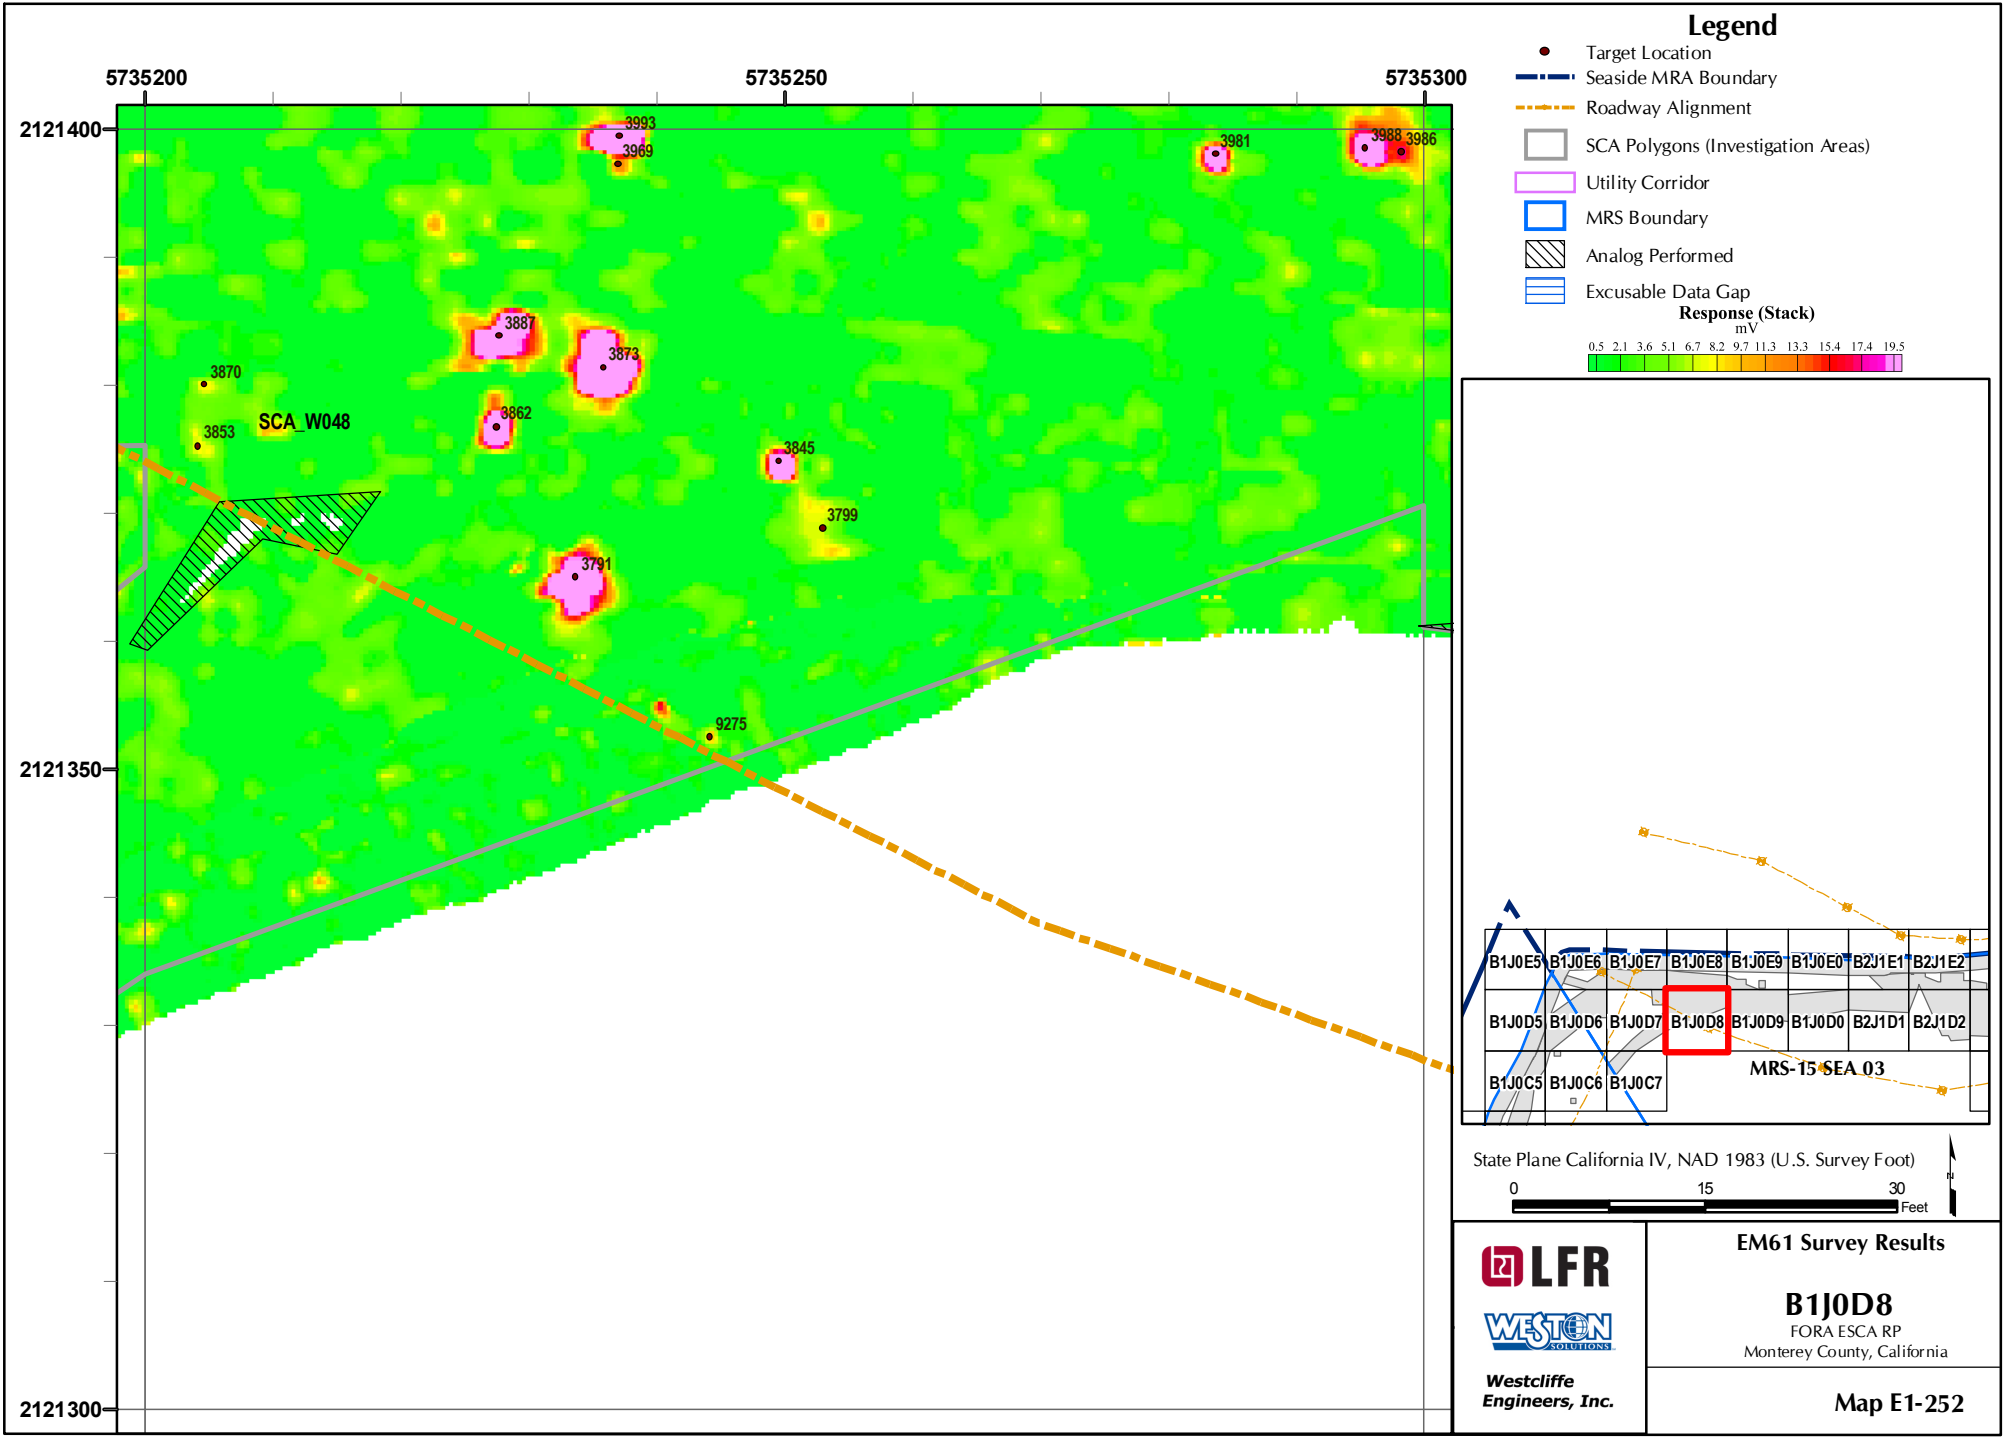 5735200
5735250
5735300
2121400
2121350
2121300
3993
3969
3981
3988
3986
3887
3873
3870
3862
3853
SCA_W048
3845
3799
3791
9275
Legend
Target Location
Seaside MRA Boundary
Roadway Alignment
SCA Polygons (Investigation Areas)
Utility Corridor
MRS Boundary
Analog Performed
Excusable Data Gap
Response (Stack)
mV
0.5 2.1 3.6 5.1 6.7 8.2 9.7 11.3 13.3 15.4 17.4 19.5
B1J0E5 B1J0E6 B1J0E7 B1J0E8 B1J0E9 B1J0E0 B2J1E1 B2J1E2
B1J0D5 B1J0D6 B1J0D7 B1J0D8 B1J0D9 B1J0D0 B2J1D1 B2J1D2
MRS-15 SEA 03
B1J0C5 B1J0C6 B1J0C7
State Plane California IV, NAD 1983 (U.S. Survey Foot)
0 15 30
Feet
N
LFR
WESTON
SOLUTIONS
Westcliffe
Engineers, Inc.
EM61 Survey Results
B1J0D8
FORA ESCA RP
Monterey County, California
Map E1-252